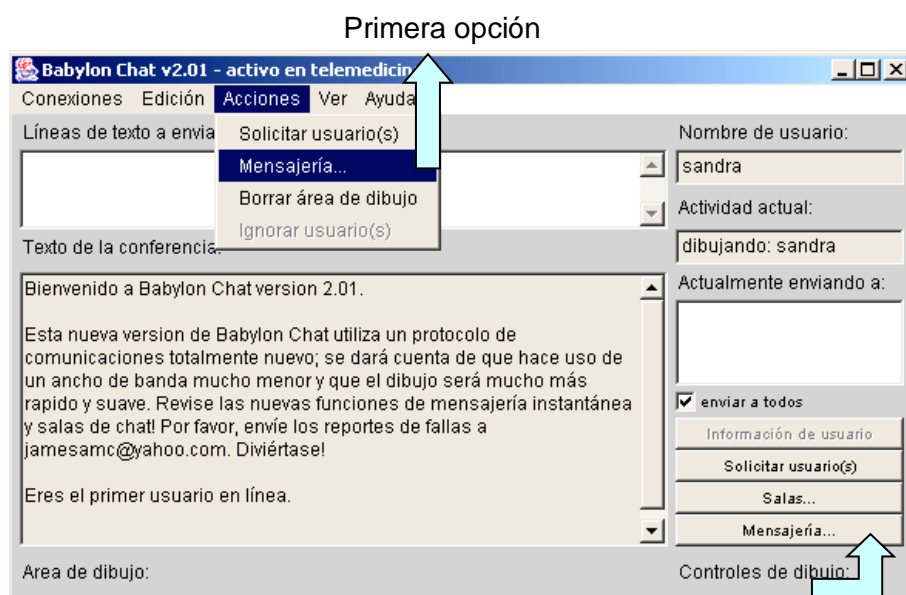 Primera opción
Babylon Chat v2.01 - activo en telemedicin
Conexiones Edición Acciones Ver Ayuda
Líneas de texto a envia
Solicitar usuario(s)
Mensajería...
Borrar área de dibujo
Ignorar usuario(s)
Nombre de usuario:
sandra
Actividad actual:
dibujando: sandra
Texto de la conferencia:
Bienvenido a Babylon Chat version 2.01.
Esta nueva version de Babylon Chat utiliza un protocolo de
comunicaciones totalmente nuevo; se dará cuenta de que hace uso de
un ancho de banda mucho menor y que el dibujo será mucho más
rapido y suave. Revise las nuevas funciones de mensajería instantánea
y salas de chat! Por favor, envíe los reportes de fallas a
jamesamc@yahoo.com. Diviértase!
Eres el primer usuario en línea.
Actualmente enviando a:
enviar a todos
Información de usuario
Solicitar usuario(s)
Salas...
Mensajería...
Area de dibujo:
Controles de dibujo: